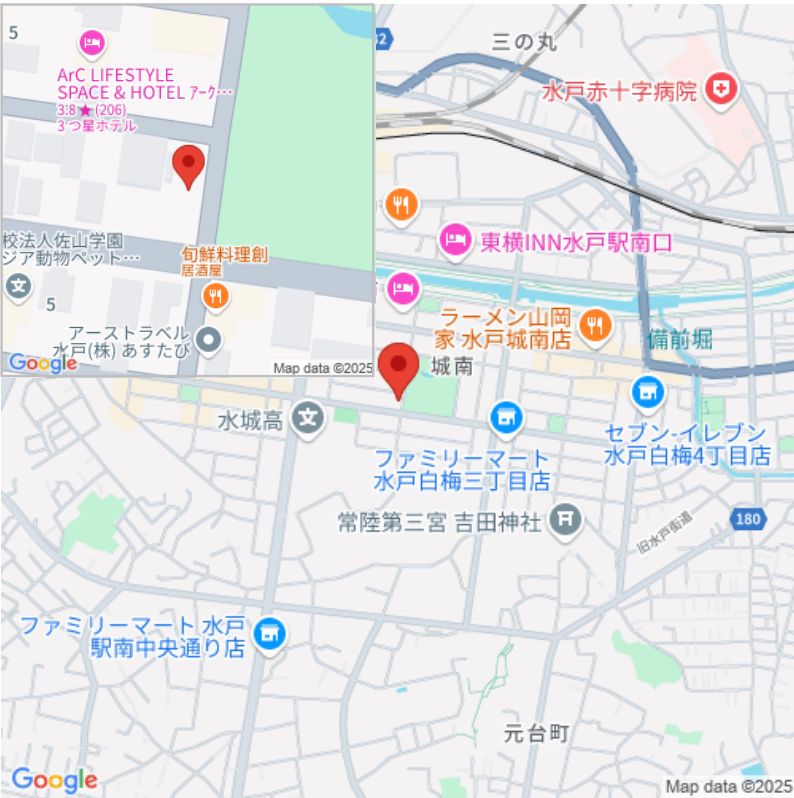 5
ArC LIFESTYLE
SPACE & HOTEL アーク…
3.8★(206)
3 つ星ホテル
校法人佐山学園
ジア動物ペット…
旬鮮料理創
居酒屋
5
アーストラベル
水戸(株) あすたび
Google
Map data ©2025
三の丸
水戸赤十字病院
東横INN水戸駅南口
ラーメン山岡
家 水戸城南店
備前堀
城南
水城高
セブン-イレブン
水戸白梅4丁目店
ファミリーマート
水戸白梅三丁目店
常陸第三宮 吉田神社
180
旧水戸街道
ファミリーマート 水戸
駅南中央通り店
元台町
Google
Map data ©2025